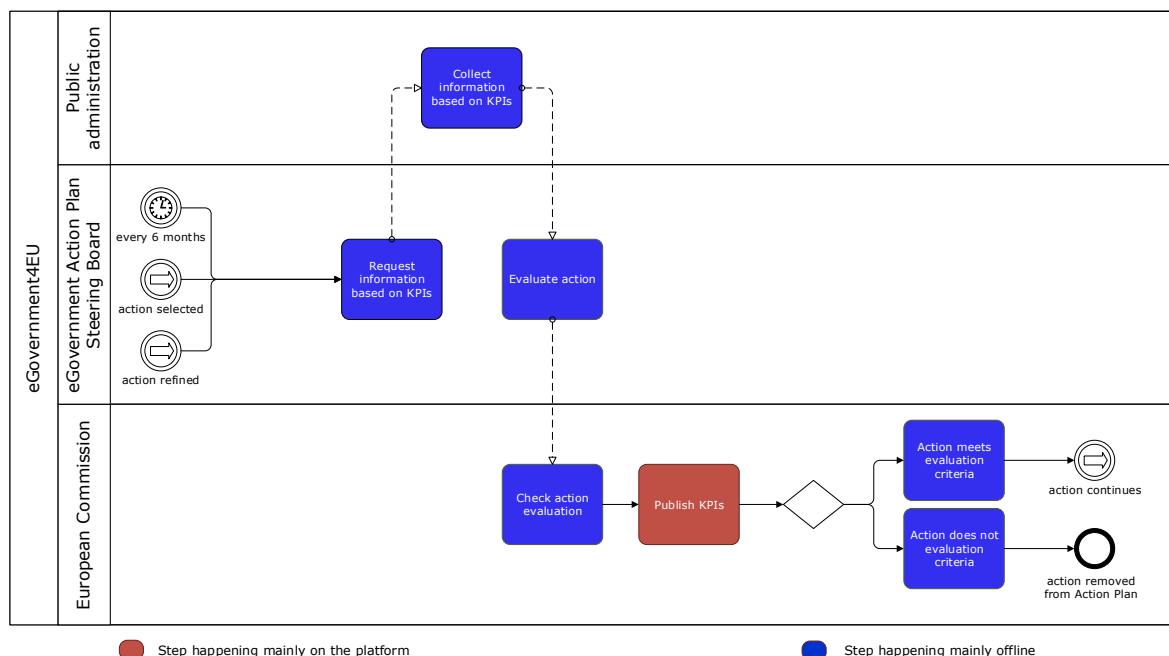 eGovernment4EU
Public
administration
Collect
information
based on KPIs
eGovernment Action Plan
Steering Board
every 6 months
action selected
action refined
Request
information
based on KPIs
Evaluate action
European Commission
Check action
evaluation
Publish KPIs
Action meets
evaluation
criteria
action continues
Action does not
evaluation
criteria
action removed
from Action Plan
Step happening mainly on the platform
Step happening mainly offline